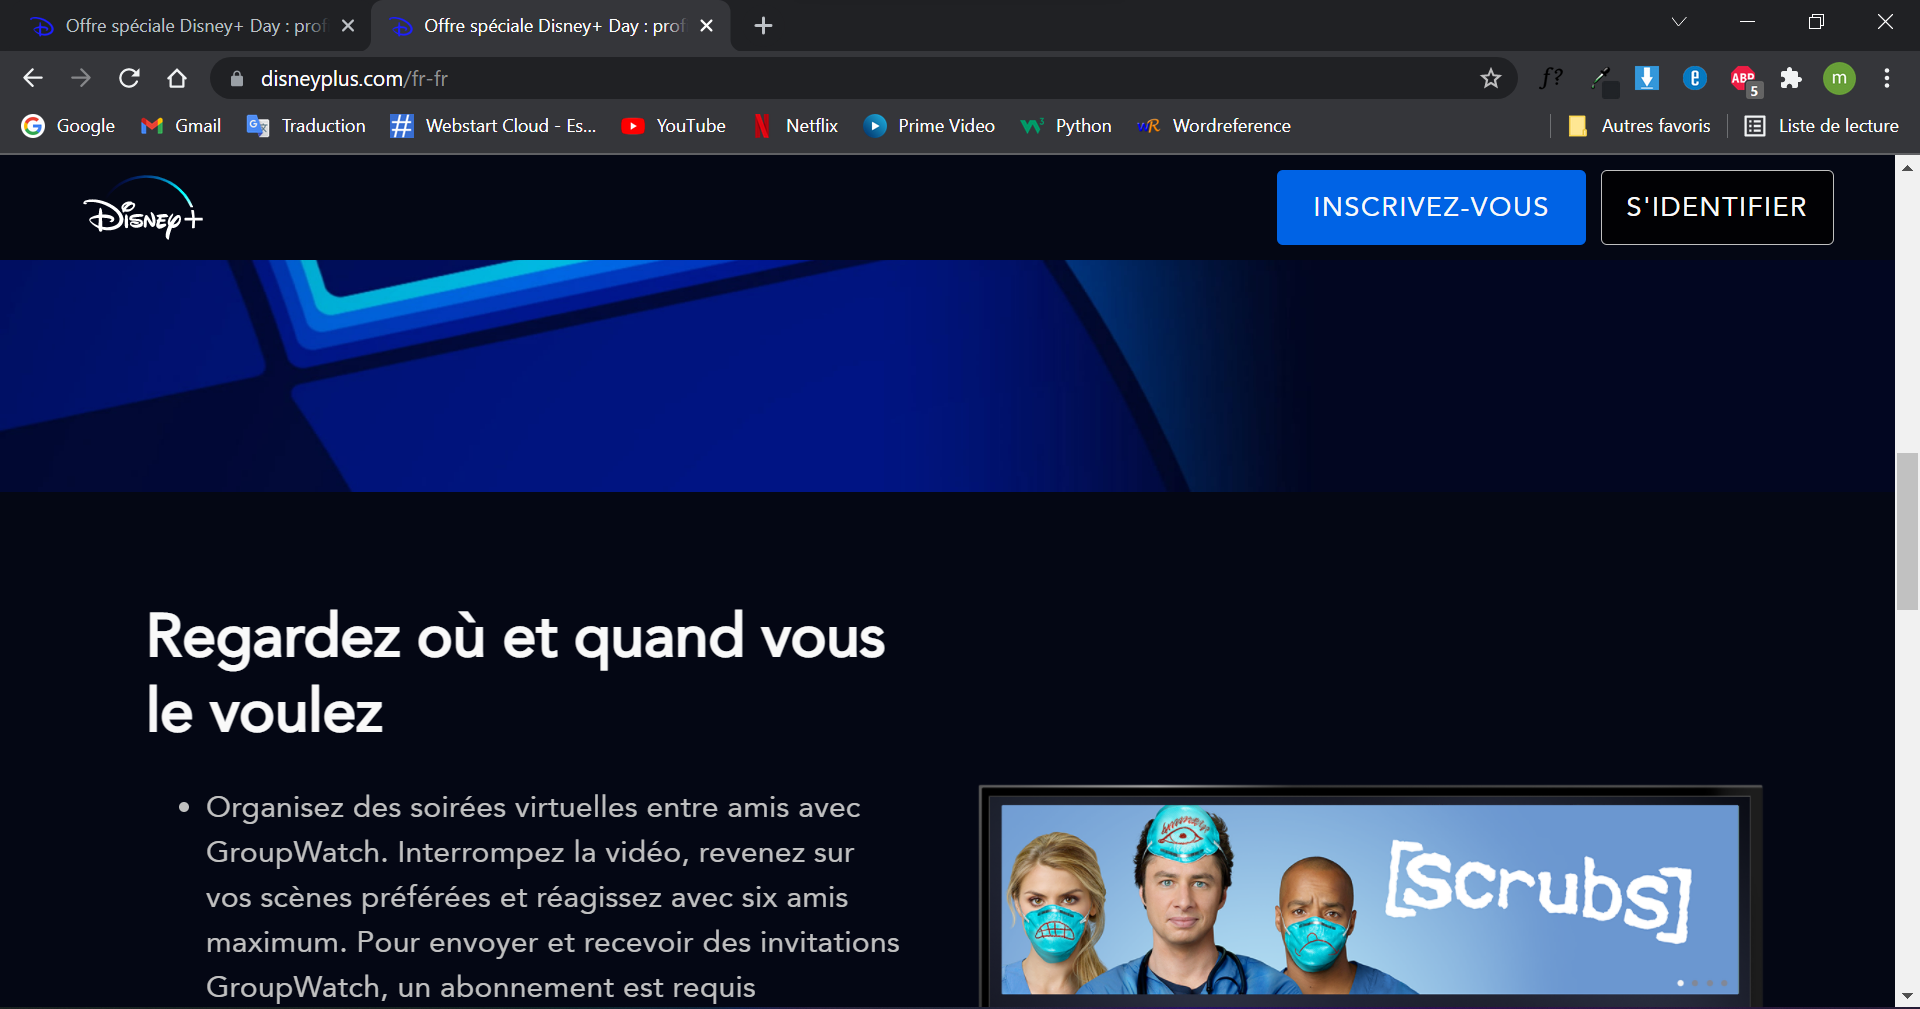 Offre spéciale Disney+ Day : prof
Offre spéciale Disney+ Day : prof
disneyplus.com/fr-fr
f?
e
ABP
5
m
Google
Gmail
Traduction
Webstart Cloud - Es...
YouTube
Netflix
Prime Video
Python
Wordreference
Autres favoris
Liste de lecture
Disney+
INSCRIVEZ-VOUS
S'IDENTIFIER
Regardez où et quand vous
le voulez
• Organisez des soirées virtuelles entre amis avec
GroupWatch. Interrompez la vidéo, revenez sur
vos scènes préférées et réagissez avec six amis
maximum. Pour envoyer et recevoir des invitations
GroupWatch, un abonnement est requis
[scrubs]